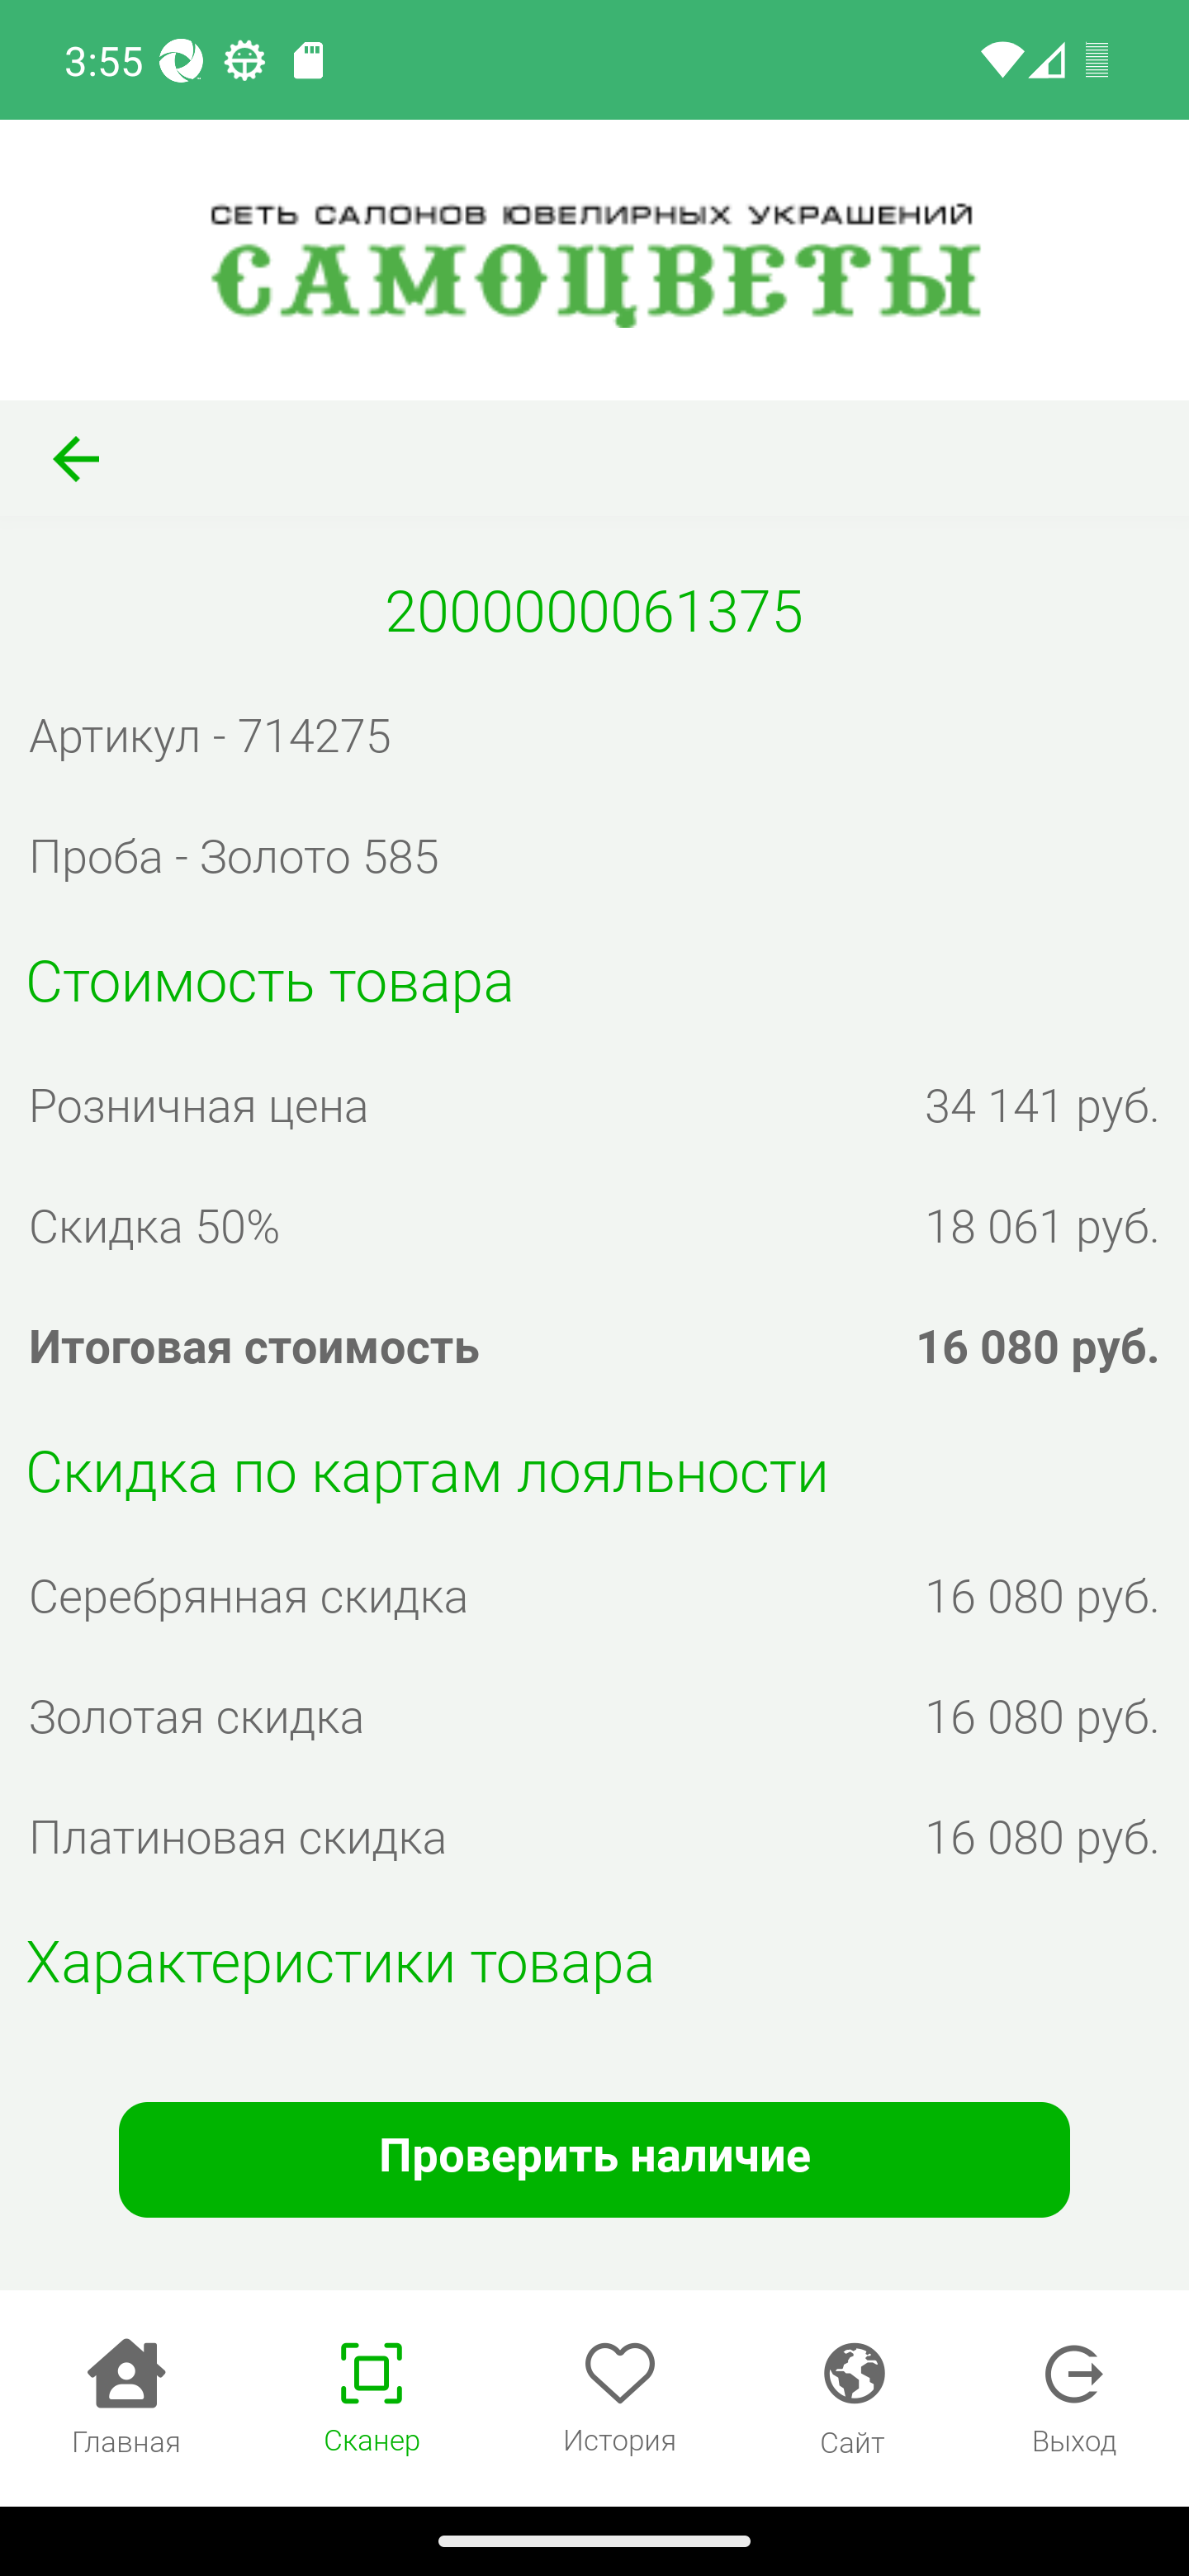 3:55
СЕТЬ САЛОНОВ ЮВЕЛИРНЫХ УКРАШЕНИЙ
САМОЦВЕТЫ
2000000061375
Артикул - 714275
Проба - Золото 585
Стоимость товара
Розничная цена 34 141 руб.
Скидка 50% 18 061 руб.
Итоговая стоимость 16 080 руб.
Скидка по картам лояльности
Серебрянная скидка 16 080 руб.
Золотая скидка 16 080 руб.
Платиновая скидка 16 080 руб.
Характеристики товара
Проверить наличие
Главная Сканер История Сайт Выход